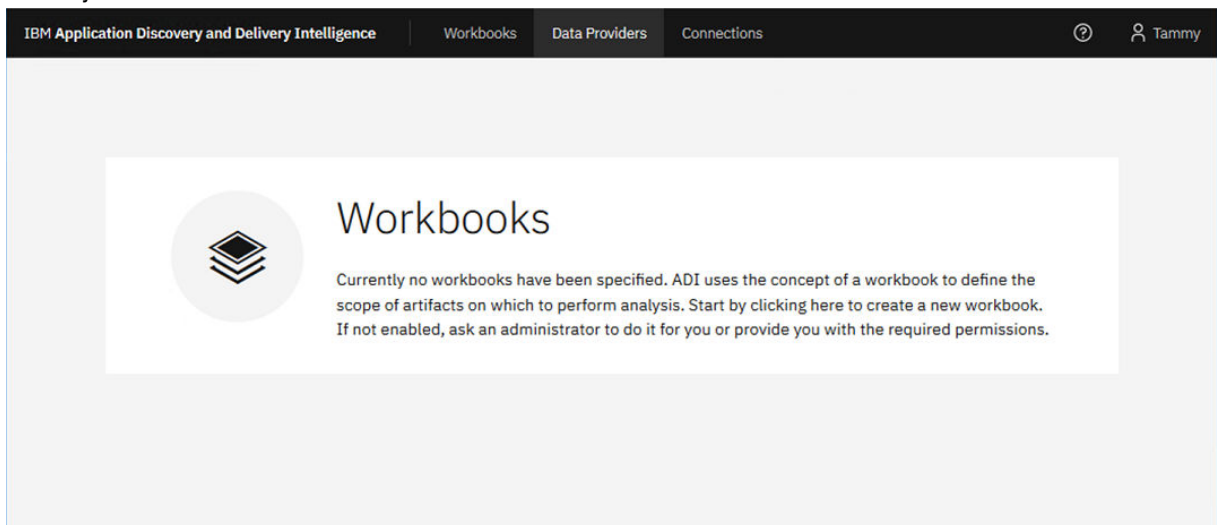 IBM Application Discovery and Delivery Intelligence Workbooks Data Providers Connections Tammy
Workbooks
Currently no workbooks have been specified. ADI uses the concept of a workbook to define the
scope of artifacts on which to perform analysis. Start by clicking here to create a new workbook.
If not enabled, ask an administrator to do it for you or provide you with the required permissions.